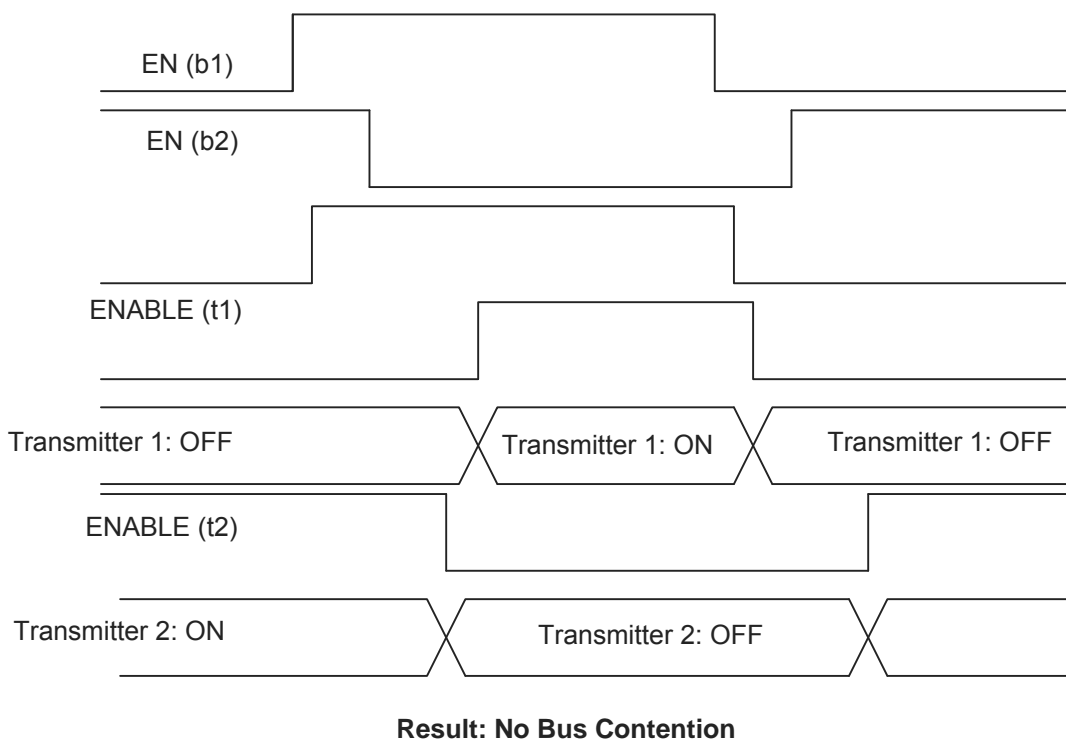 EN (b1)
EN (b2)
ENABLE (t1)
Transmitter 1: OFF
Transmitter 1: ON
Transmitter 1: OFF
ENABLE (t2)
Transmitter 2: ON
Transmitter 2: OFF
Result: No Bus Contention